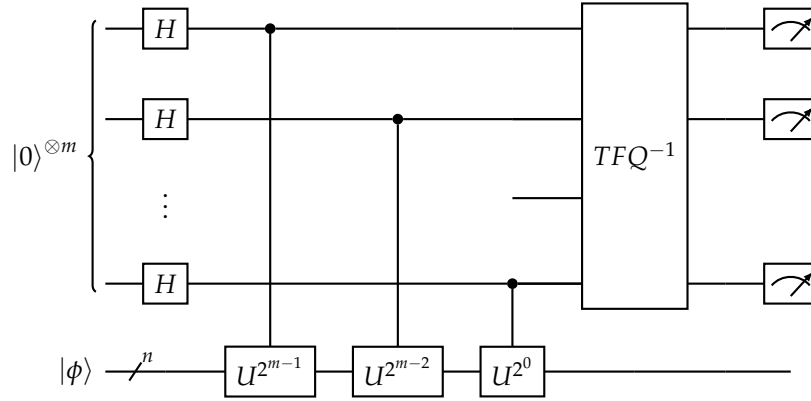 H
H
|0⟩^{⊗m}
TFQ^{−1}
⋮
H
|φ⟩ n U^{2^{m−1}} U^{2^{m−2}} U^{2^0}